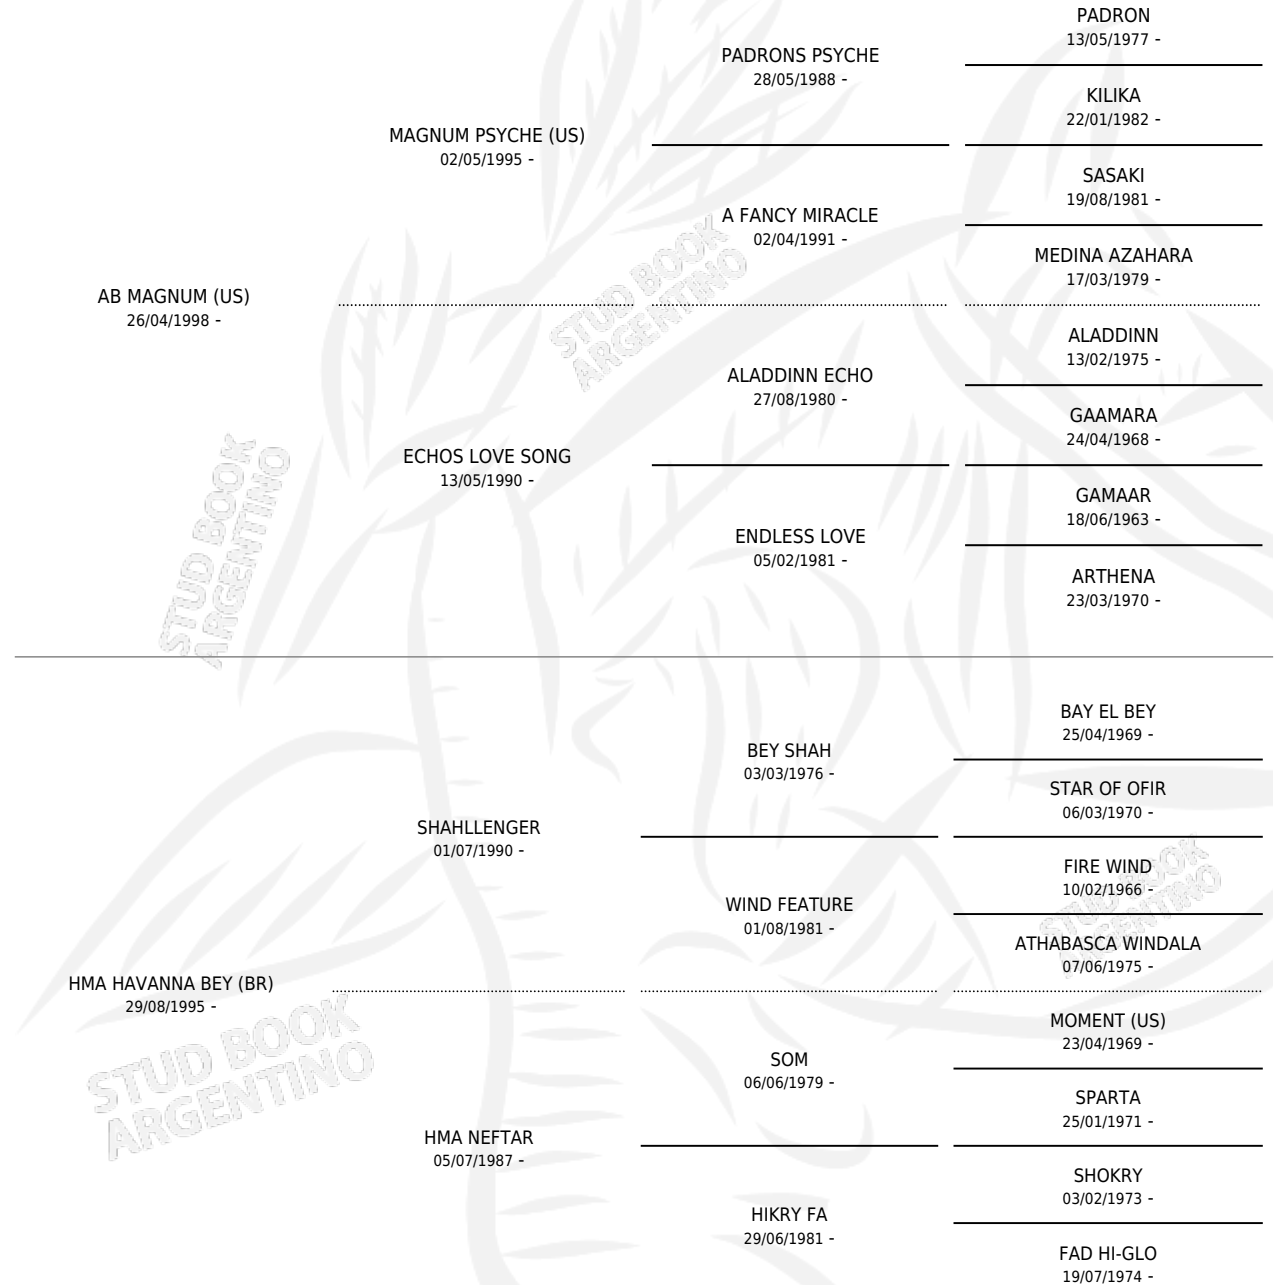 PADRON
13/05/1977 -
PADRONS PSYCHE
28/05/1988 -
KILIKA
22/01/1982 -
MAGNUM PSYCHE (US)
02/05/1995 -
SASAKI
19/08/1981 -
A FANCY MIRACLE
02/04/1991 -
MEDINA AZAHARA
17/03/1979 -
AB MAGNUM (US)
26/04/1998 -
ALADDINN
13/02/1975 -
ALADDINN ECHO
27/08/1980 -
GAAMARA
24/04/1968 -
ECHOS LOVE SONG
13/05/1990 -
GAMAAR
18/06/1963 -
ENDLESS LOVE
05/02/1981 -
ARTHENA
23/03/1970 -
BAY EL BEY
25/04/1969 -
BEY SHAH
03/03/1976 -
STAR OF OFIR
06/03/1970 -
SHAHLLENGER
01/07/1990 -
FIRE WIND
10/02/1966 -
WIND FEATURE
01/08/1981 -
ATHABASCA WINDALA
07/06/1975 -
HMA HAVANNA BEY (BR)
29/08/1995 -
MOMENT (US)
23/04/1969 -
SOM
06/06/1979 -
SPARTA
25/01/1971 -
HMA NEFTAR
05/07/1987 -
SHOKRY
03/02/1973 -
HIKRY FA
29/06/1981 -
FAD HI-GLO
19/07/1974 -
STUD BOOK
ARGENTINO
STUD BOOK
ARGENTINO
STUD BOOK
ARGENTINO
STUD BOOK
ARGENTINO